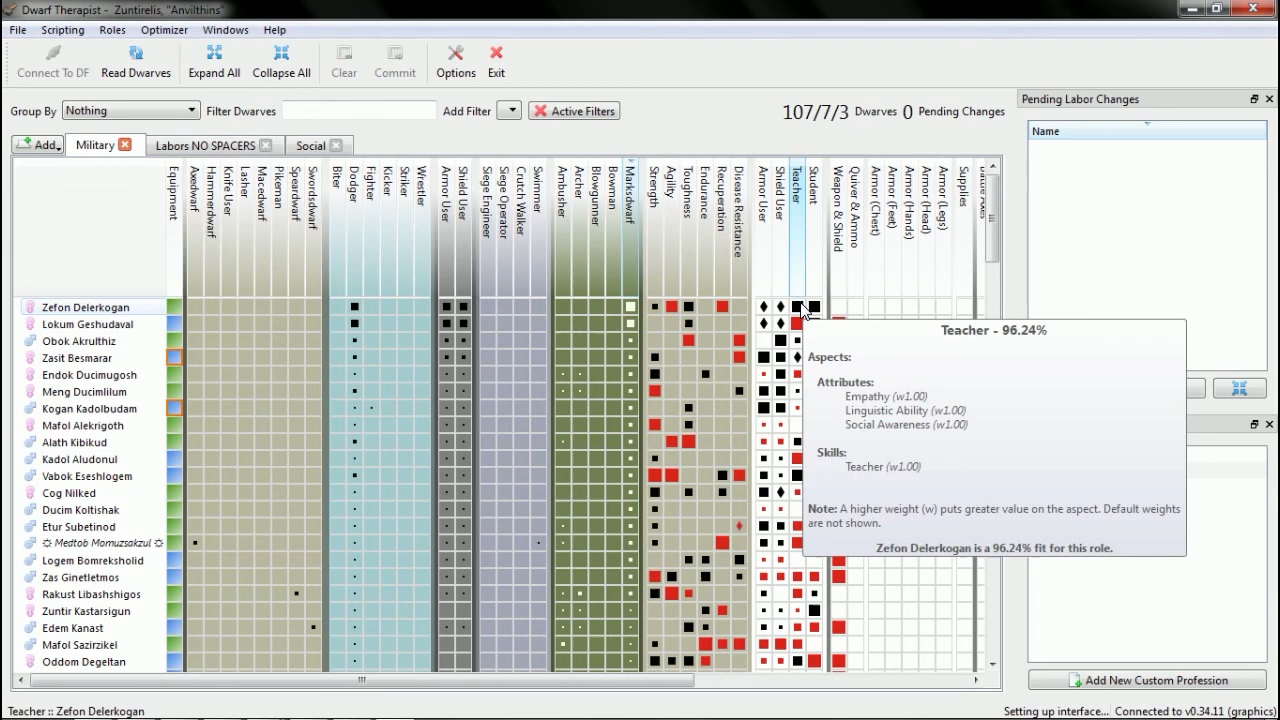 Dwarf Therapist - Zuntirelis, "Anvilthins"
File Scripting Roles Optimizer Windows Help
Connect To DF Read Dwarves Expand All Collapse All Clear Commit Options Exit
Group By Nothing Filter Dwarves Add Filter Active Filters 107/7/3 Dwarves 0 Pending Changes
Pending Labor Changes
Name
Add... Military Labors NO SPACERS Social
Equipment
Axedwarf
Hammerdwarf
Knife User
Lasher
Macedwarf
Pikeman
Speardwarf
Swordsdwarf
Biter
Dodger
Fighter
Kicker
Striker
Wrestler
Armor User
Shield User
Siege Engineer
Siege Operator
Crutch Walker
Swimmer
Ambusher
Archer
Blowgunner
Bowman
Marksdwarf
Strength
Agility
Toughness
Endurance
Recuperation
Disease Resistance
Armor User
Shield User
Teacher
Student
Weapon & Shield
Quiver & Ammo
Armor (Chest)
Armor (Feet)
Armor (Hands)
Armor (Head)
Armor (Legs)
Supplies
Zefon Delerkogan
Lokum Geshudaval
Obok Akrulthiz
Zasit Besmarar
Endok Ducimugosh
Meng Ducimlilum
Kogan Kadolbudam
Mafol Alekrigoth
Alath Kibikud
Kadol Aludonul
Vabok Eseshlogem
Cog Nilked
Ducim Koltishak
Etur Subetinod
☼ Medtob Momuzsakzul ☼
Logem Bomreksholid
Zas Ginetletmos
Rakust Libashshigos
Zuntir Kastarsigun
Edem Kanast
Mafol Sazirzikel
Oddom Degeltan
Teacher - 96.24%
Aspects:
Attributes:
Empathy (w1.00)
Linguistic Ability (w1.00)
Social Awareness (w1.00)
Skills:
Teacher (w1.00)
Note: A higher weight (w) puts greater value on the aspect. Default weights
are not shown.
Zefon Delerkogan is a 96.24% fit for this role.
Add New Custom Profession
Teacher :: Zefon Delerkogan
Setting up interface... Connected to v0.34.11 (graphics)